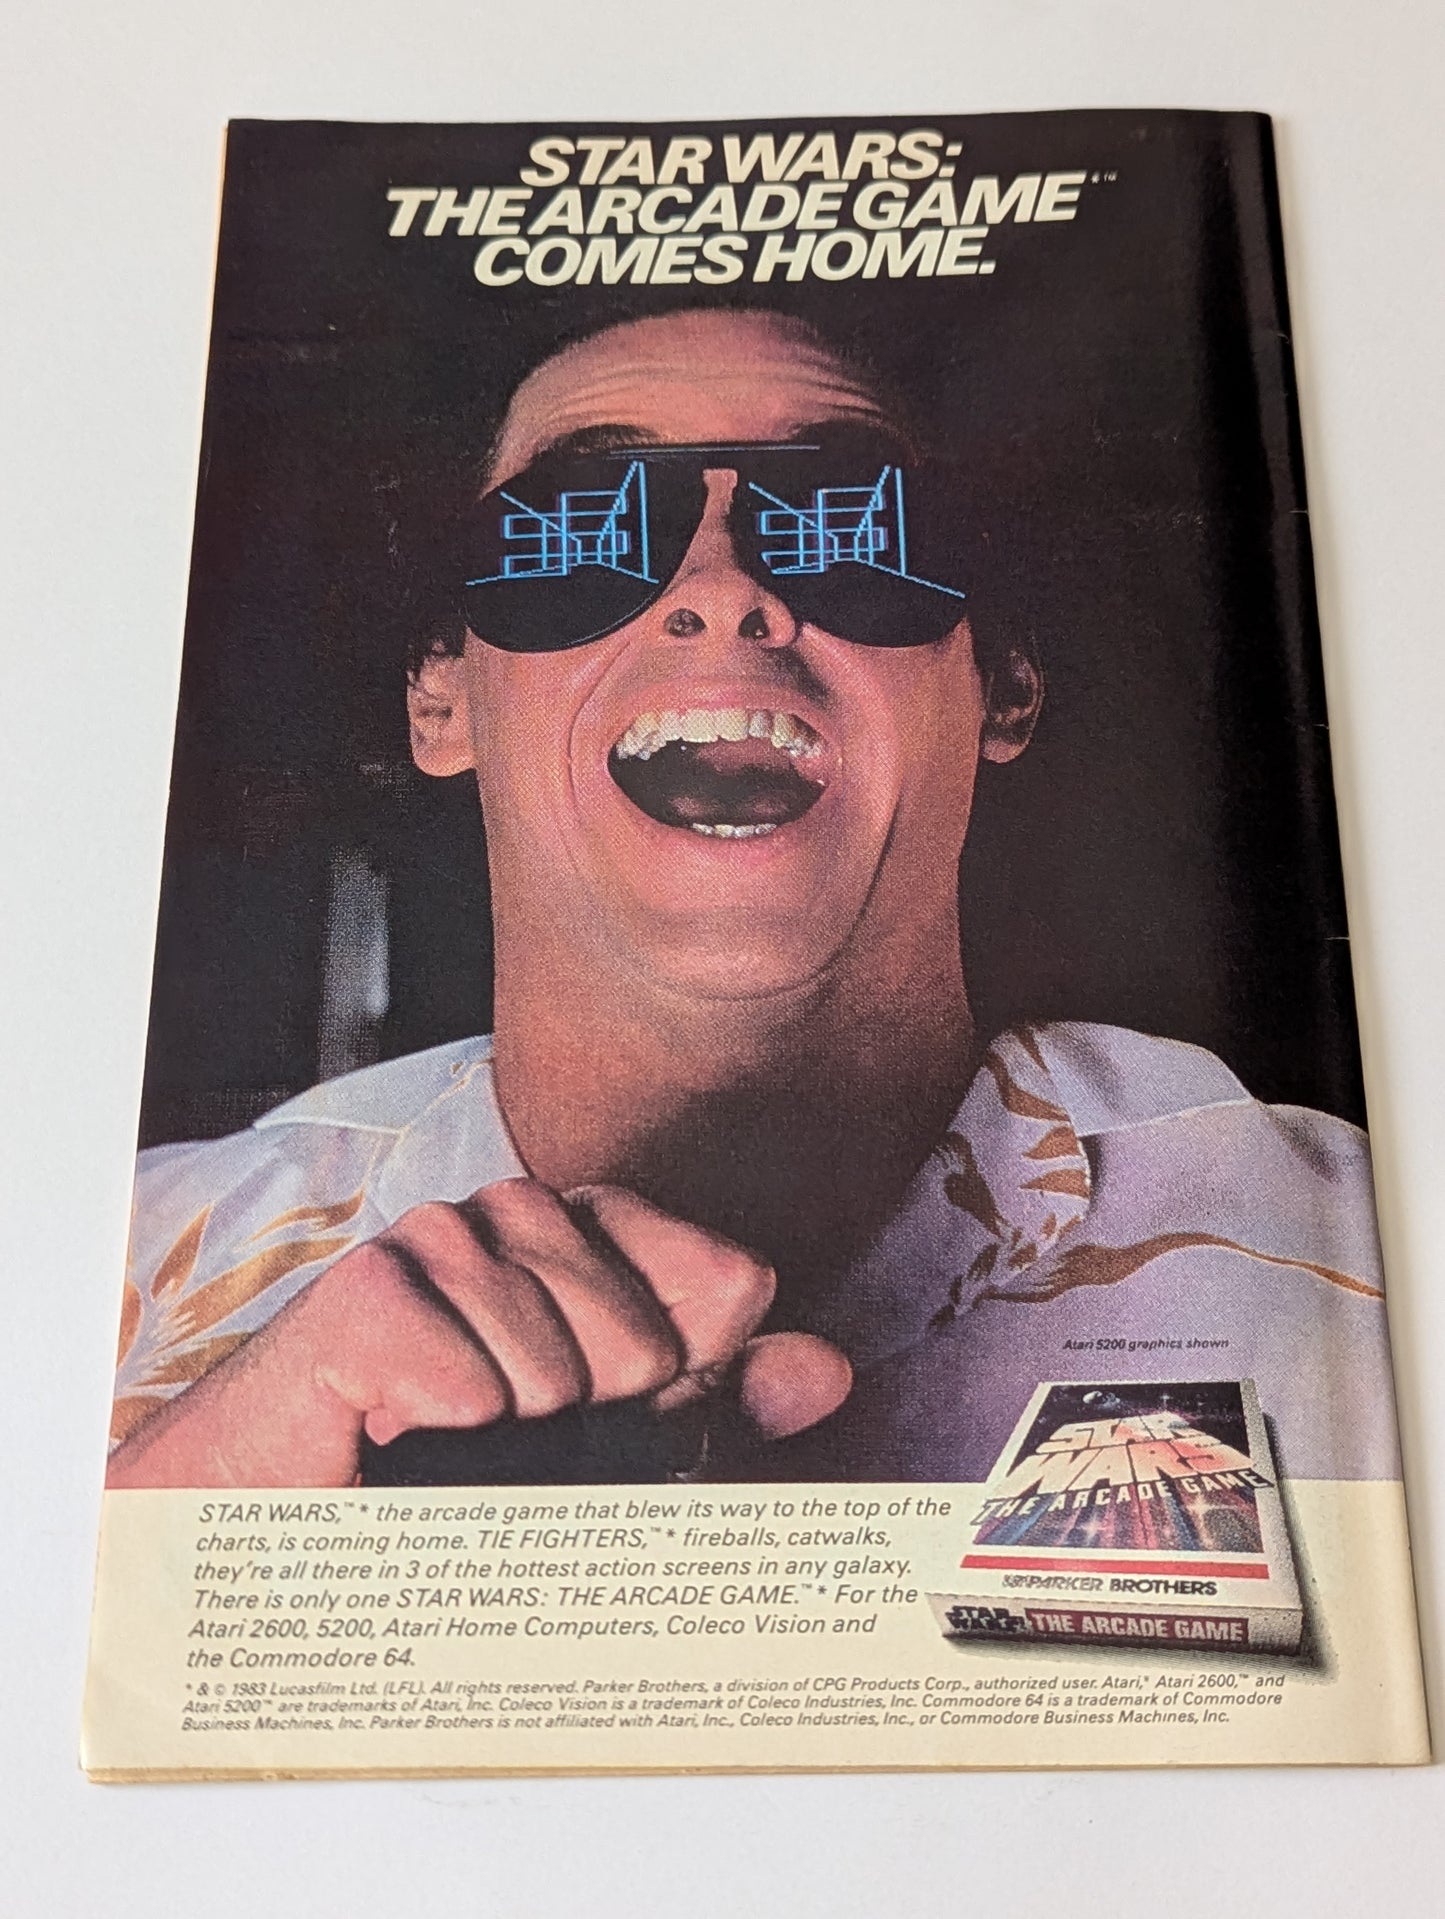 STAR WARS:
THE ARCADE GAME*™
COMES HOME.
Atari 5200 graphics shown
STAR
WARS
THE ARCADE GAME
PARKER BROTHERS
STAR
WARS
THE ARCADE GAME
STAR WARS,™* the arcade game that blew its way to the top of the
charts, is coming home. TIE FIGHTERS,™* fireballs, catwalks,
they're all there in 3 of the hottest action screens in any galaxy.
There is only one STAR WARS: THE ARCADE GAME.™* For the
Atari 2600, 5200, Atari Home Computers, Coleco Vision and
the Commodore 64.
* & © 1983 Lucasfilm Ltd. (LFL). All rights reserved. Parker Brothers, a division of CPG Products Corp., authorized user. Atari,® Atari 2600,™ and
Atari 5200™ are trademarks of Atari, Inc. Coleco Vision is a trademark of Coleco Industries, Inc. Commodore 64 is a trademark of Commodore
Business Machines, Inc. Parker Brothers is not affiliated with Atari, Inc., Coleco Industries, Inc., or Commodore Business Machines, Inc.